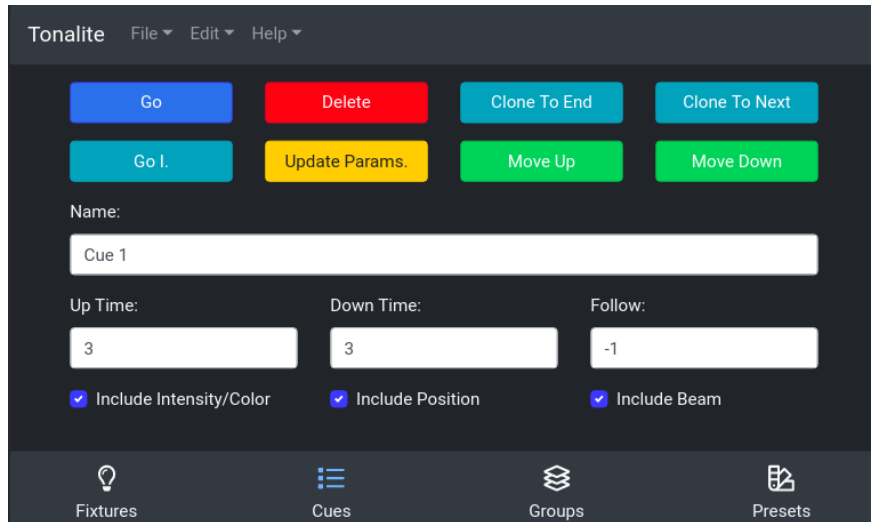 Tonalite File Edit Help
Go Delete Clone To End Clone To Next
Go I. Update Params. Move Up Move Down
Name:
Cue 1
Up Time: Down Time: Follow:
3 3 -1
Include Intensity/Color Include Position Include Beam
Fixtures Cues Groups Presets